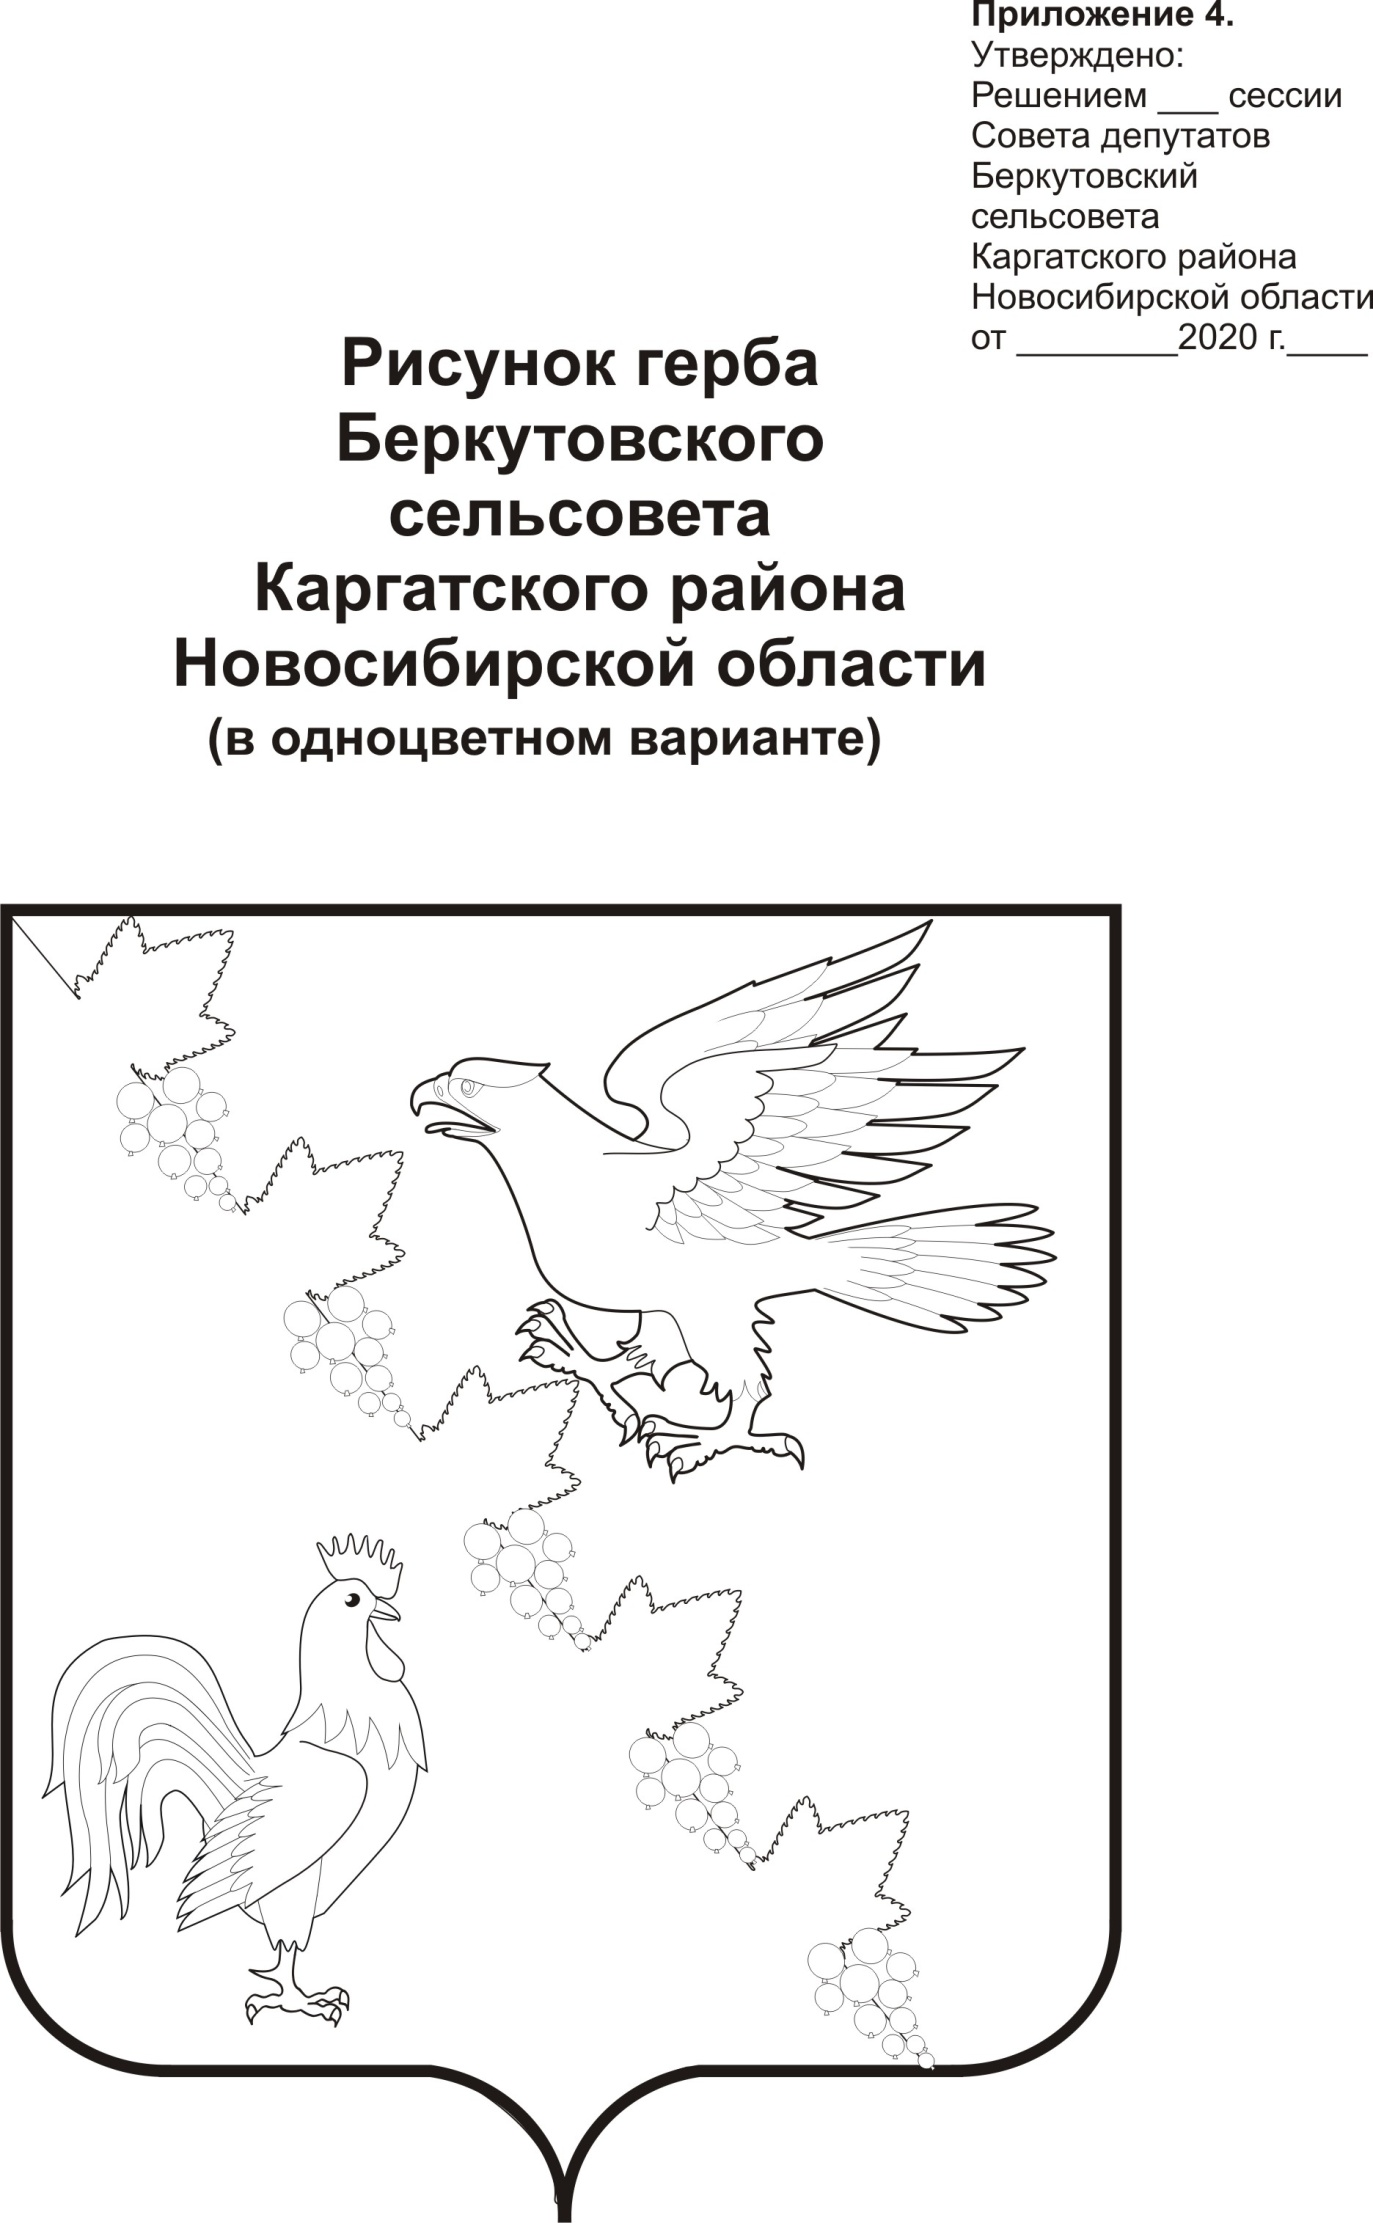 Приложение 4.
Утверждено:
Решением ___ сессии
Совета депутатов
Беркутовский
сельсовета
Каргатского района
Новосибирской области
от ________2020 г.____
Рисунок герба
Беркутовского
сельсовета
Каргатского района
Новосибирской области
(в одноцветном варианте)